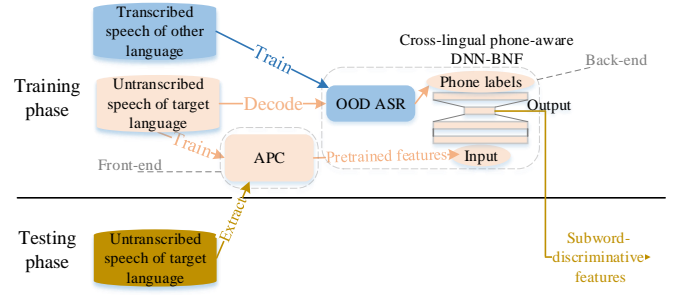 Transcribed
speech of other
language
Train
Cross-lingual phone-aware
DNN-BNF
Back-end
Training
phase
Untranscribed
speech of target
language
Decode
OOD ASR
Phone labels
Output
Train
Front-end
APC
Pretrained features
Input
Testing
phase
Untranscribed
speech of target
language
Extract
Subword-
discriminative
features